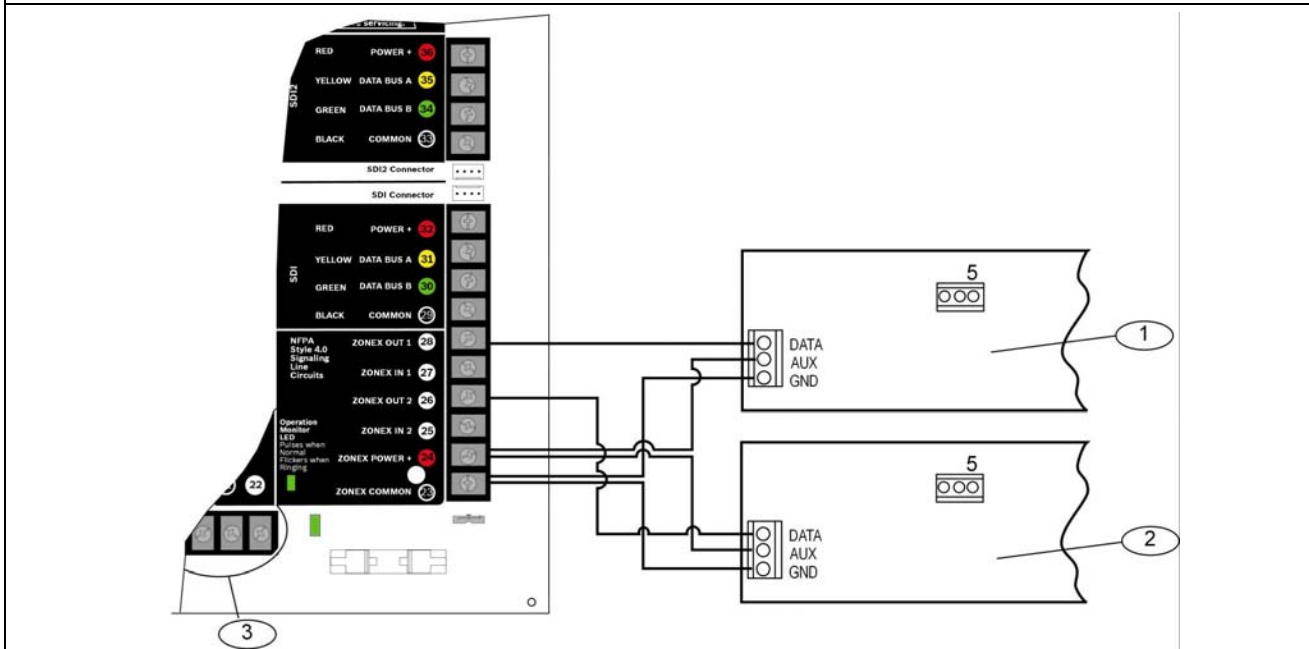 servicing.
RED POWER + 36
YELLOW DATA BUS A 35
SDI2
GREEN DATA BUS B 34
BLACK COMMON 33
SDI2 Connector
SDI Connector
RED POWER + 32
YELLOW DATA BUS A 31
SDI
GREEN DATA BUS B 30
BLACK COMMON 29
NFPA
Style 4.0
Signaling
Line
Circuits
ZONEX OUT 1 28
ZONEX IN 1 27
ZONEX OUT 2 26
ZONEX IN 2 25
Operation
Monitor
LED
Pulses when
Normal
Flickers when
Ringing
ZONEX POWER + 24
ZONEX COMMON 23
22
3
5
DATA
AUX
GND
1
5
DATA
AUX
GND
2